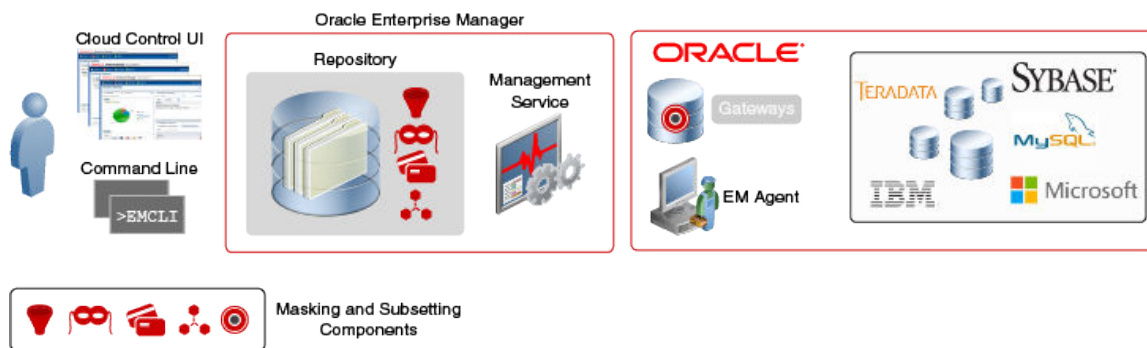 Oracle Enterprise Manager
Cloud Control UI
Repository
Management
Service
Command Line
>EMCLI
ORACLE
Gateways
EM Agent
TERADATA
SYBASE
MySQL
IBM
Microsoft
Masking and Subsetting
Components